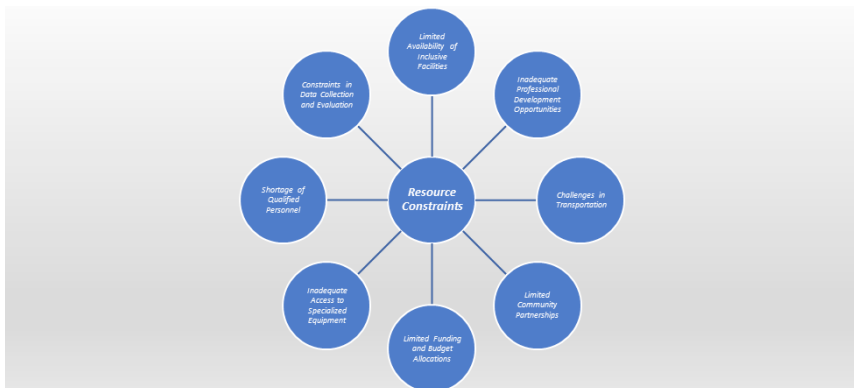 Limited
Availability of
Inclusive
Facilities
Inadequate
Professional
Development
Opportunities
Challenges in
Transportation
Limited
Community
Partnerships
Limited Funding
and Budget
Allocations
Inadequate
Access to
Specialized
Equipment
Shortage of
Qualified
Personnel
Constraints in
Data Collection
and Evaluation
Resource
Constraints